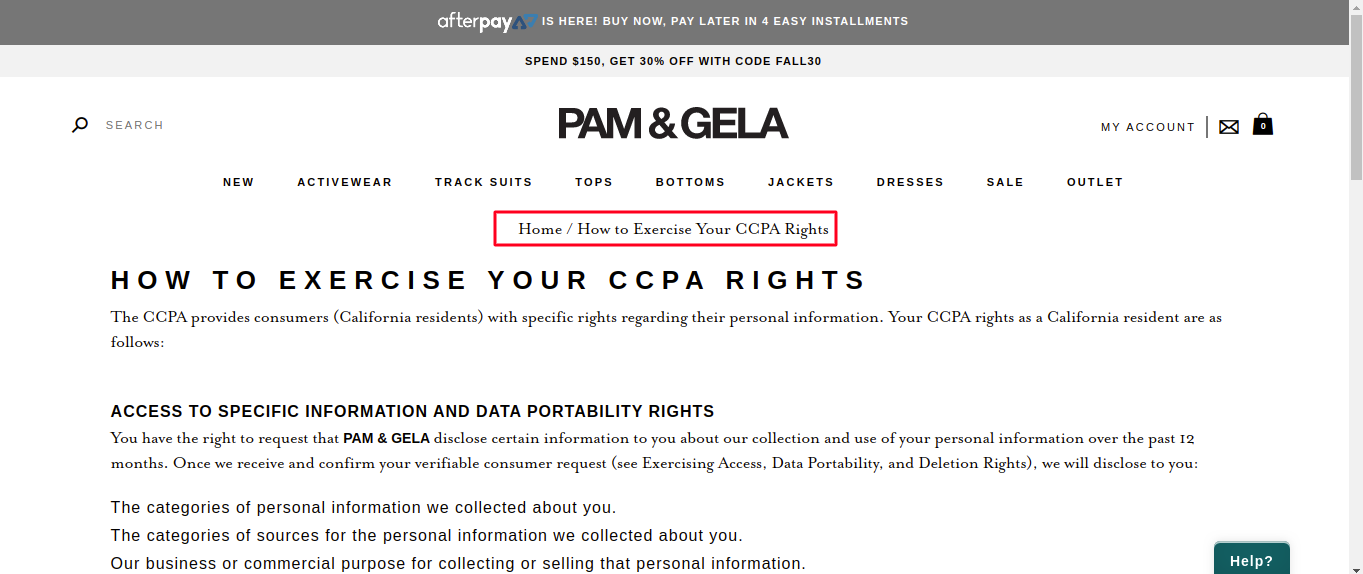 afterpay IS HERE! BUY NOW, PAY LATER IN 4 EASY INSTALLMENTS
SPEND $150, GET 30% OFF WITH CODE FALL30
SEARCH
PAM & GELA
MY ACCOUNT
0
NEW ACTIVEWEAR TRACK SUITS TOPS BOTTOMS JACKETS DRESSES SALE OUTLET
Home / How to Exercise Your CCPA Rights
HOW TO EXERCISE YOUR CCPA RIGHTS
The CCPA provides consumers (California residents) with specific rights regarding their personal information. Your CCPA rights as a California resident are as
follows:
ACCESS TO SPECIFIC INFORMATION AND DATA PORTABILITY RIGHTS
You have the right to request that PAM & GELA disclose certain information to you about our collection and use of your personal information over the past 12
months. Once we receive and confirm your verifiable consumer request (see Exercising Access, Data Portability, and Deletion Rights), we will disclose to you:
The categories of personal information we collected about you.
The categories of sources for the personal information we collected about you.
Our business or commercial purpose for collecting or selling that personal information.
Help?